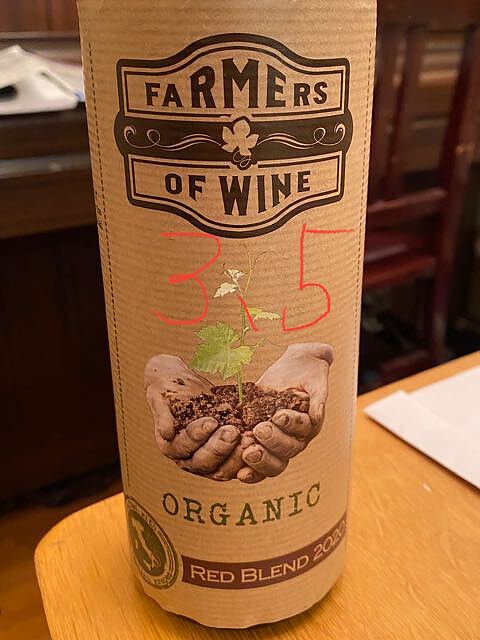 FARMERS
OF WINE
3.5
ORGANIC
RED BLEND 2020